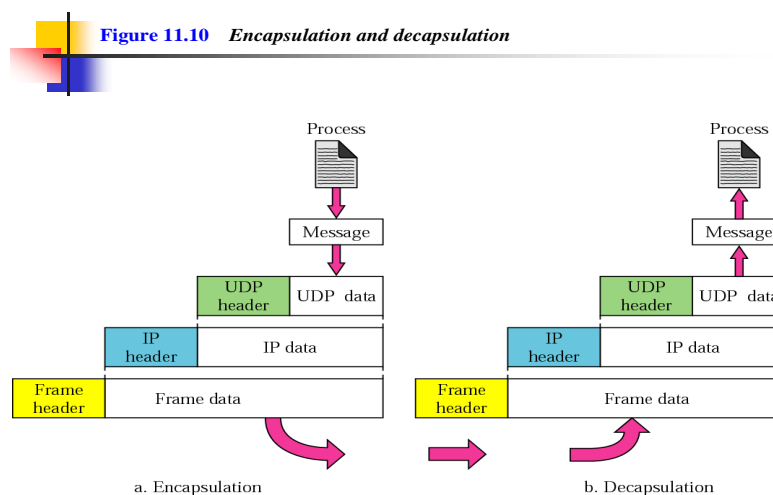 Figure 11.10 Encapsulation and decapsulation
Process
Message
UDP
header
UDP data
IP
header
IP data
Frame
header
Frame data
a. Encapsulation
Process
Message
UDP
header
UDP data
IP
header
IP data
Frame
header
Frame data
b. Decapsulation